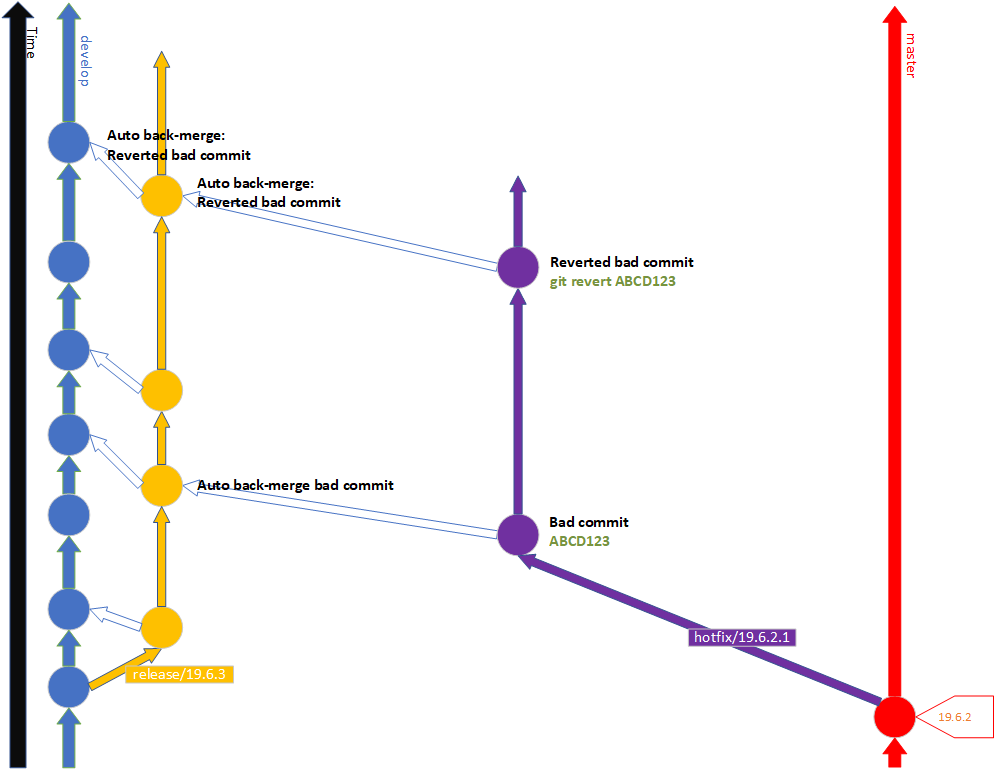 Time
develop
master
Auto back-merge:
Reverted bad commit
Auto back-merge:
Reverted bad commit
Reverted bad commit
git revert ABCD123
Auto back-merge bad commit
Bad commit
ABCD123
hotfix/19.6.2.1
release/19.6.3
19.6.2